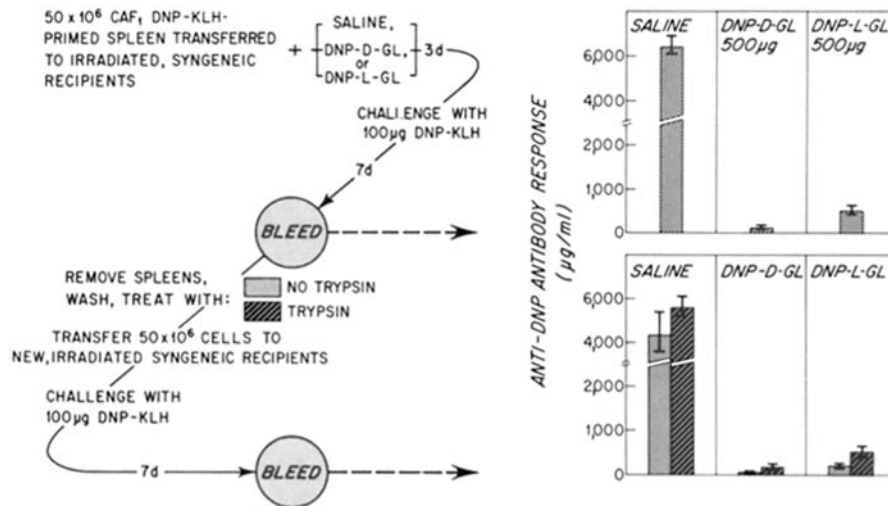 50 x 10⁶ CAF₁ DNP-KLH-
PRIMED SPLEEN TRANSFERRED
TO IRRADIATED, SYNGENEIC
RECIPIENTS
+
SALINE,
DNP-D-GL,
or
DNP-L-GL
3d
CHALLENGE WITH
100μg DNP-KLH
7d
BLEED
REMOVE SPLEENS,
WASH, TREAT WITH:
NO TRYPSIN
TRYPSIN
TRANSFER 50 x 10⁶ CELLS TO
NEW, IRRADIATED SYNGENEIC RECIPIENTS
CHALLENGE WITH
100μg DNP-KLH
7d
BLEED
ANTI-DNP ANTIBODY RESPONSE
(μg/ml)
SALINE
DNP-D-GL
500μg
DNP-L-GL
500μg
6,000
4,000
2,000
1,000
0
SALINE
DNP-D-GL
DNP-L-GL
6,000
4,000
2,000
1,000
0